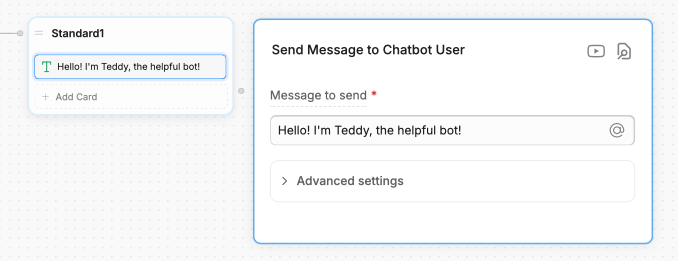 Standard1
Hello! I'm Teddy, the helpful bot!
+ Add Card
Send Message to Chatbot User
Message to send *
Hello! I'm Teddy, the helpful bot!
Advanced settings